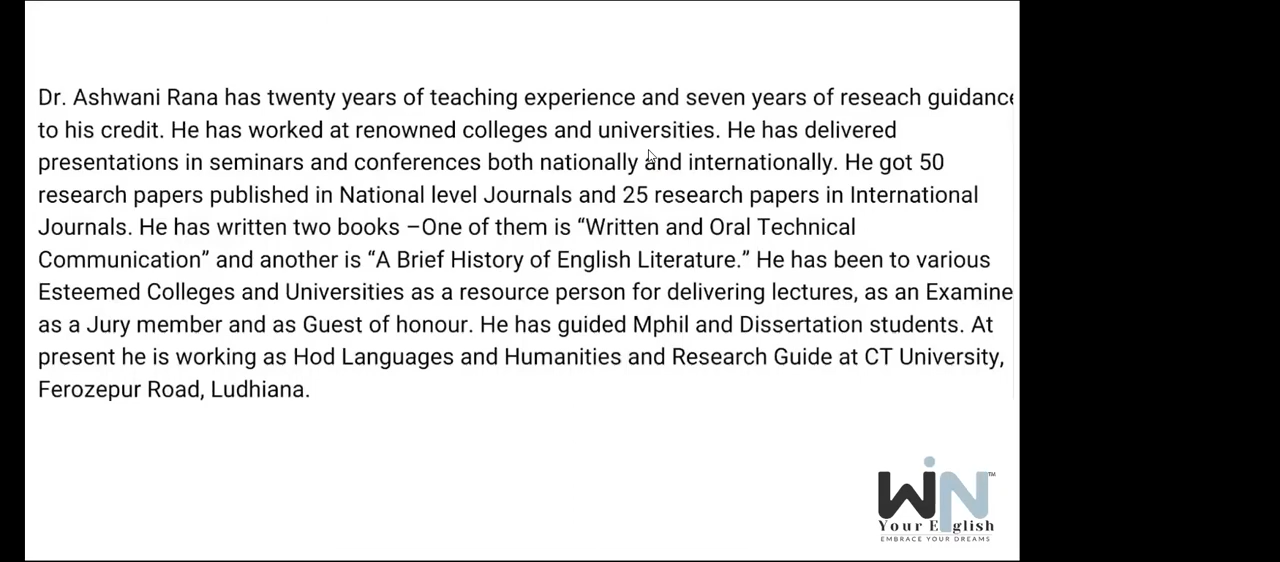 Dr. Ashwani Rana has twenty years of teaching experience and seven years of reseach guidance
to his credit. He has worked at renowned colleges and universities. He has delivered
presentations in seminars and conferences both nationally and internationally. He got 50
research papers published in National level Journals and 25 research papers in International
Journals. He has written two books –One of them is “Written and Oral Technical
Communication” and another is “A Brief History of English Literature.” He has been to various
Esteemed Colleges and Universities as a resource person for delivering lectures, as an Examine
as a Jury member and as Guest of honour. He has guided Mphil and Dissertation students. At
present he is working as Hod Languages and Humanities and Research Guide at CT University,
Ferozepur Road, Ludhiana.
WiN TM
Your English
EMBRACE YOUR DREAMS